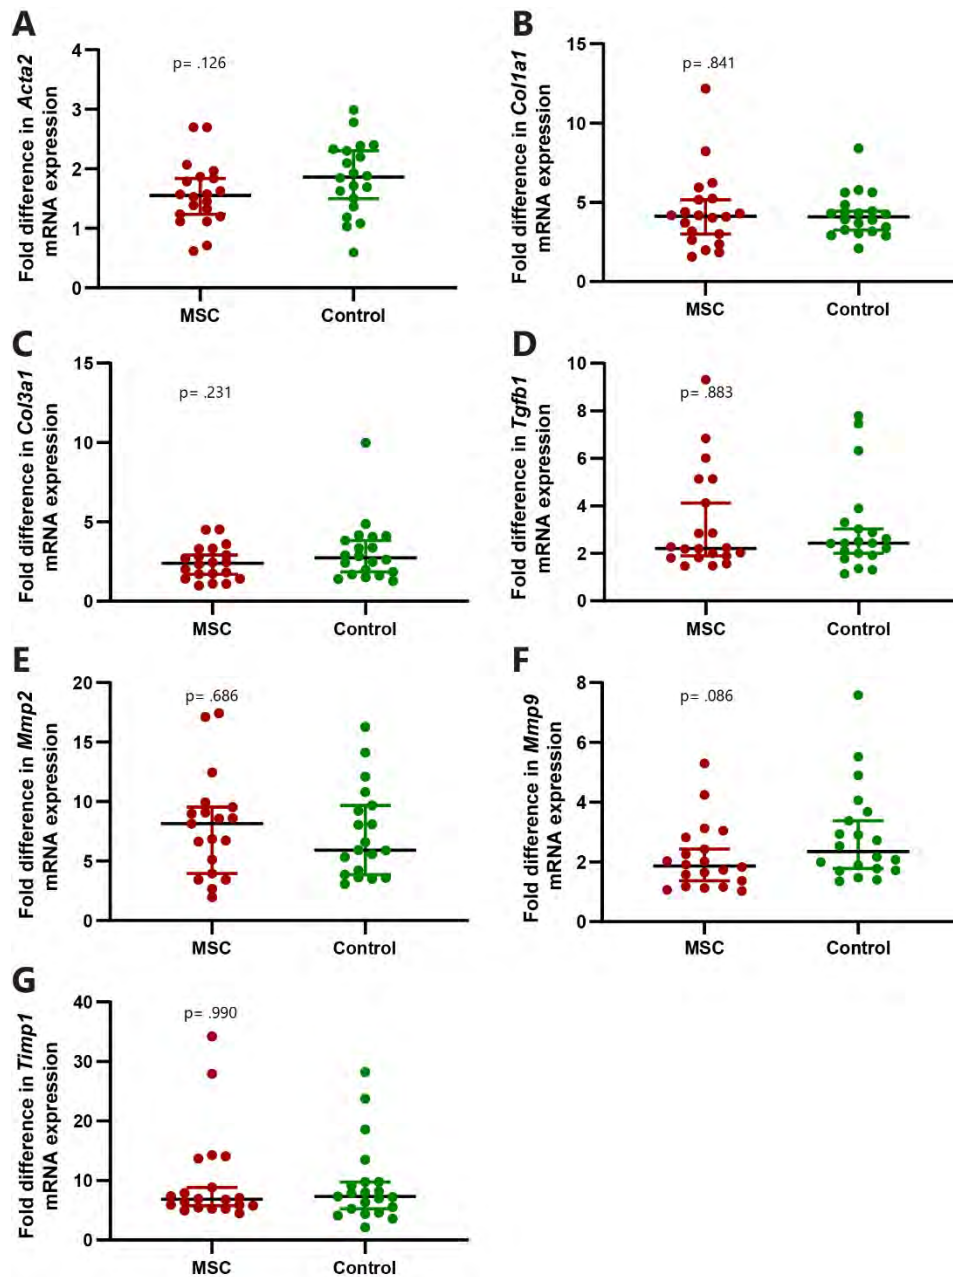 A
Fold difference in Acta2
mRNA expression
4
3
2
1
0
p= .126
MSC
Control
B
Fold difference in Col1a1
mRNA expression
15
10
5
0
p= .841
MSC
Control
C
Fold difference in Col3a1
mRNA expression
15
10
5
0
p= .231
MSC
Control
D
Fold difference in Tgfb1
mRNA expression
10
8
6
4
2
0
p= .883
MSC
Control
E
Fold difference in Mmp2
mRNA expression
20
15
10
5
0
p= .686
MSC
Control
F
Fold difference in Mmp9
mRNA expression
8
6
4
2
0
p= .086
MSC
Control
G
Fold difference in Timp1
mRNA expression
40
30
20
10
0
p= .990
MSC
Control